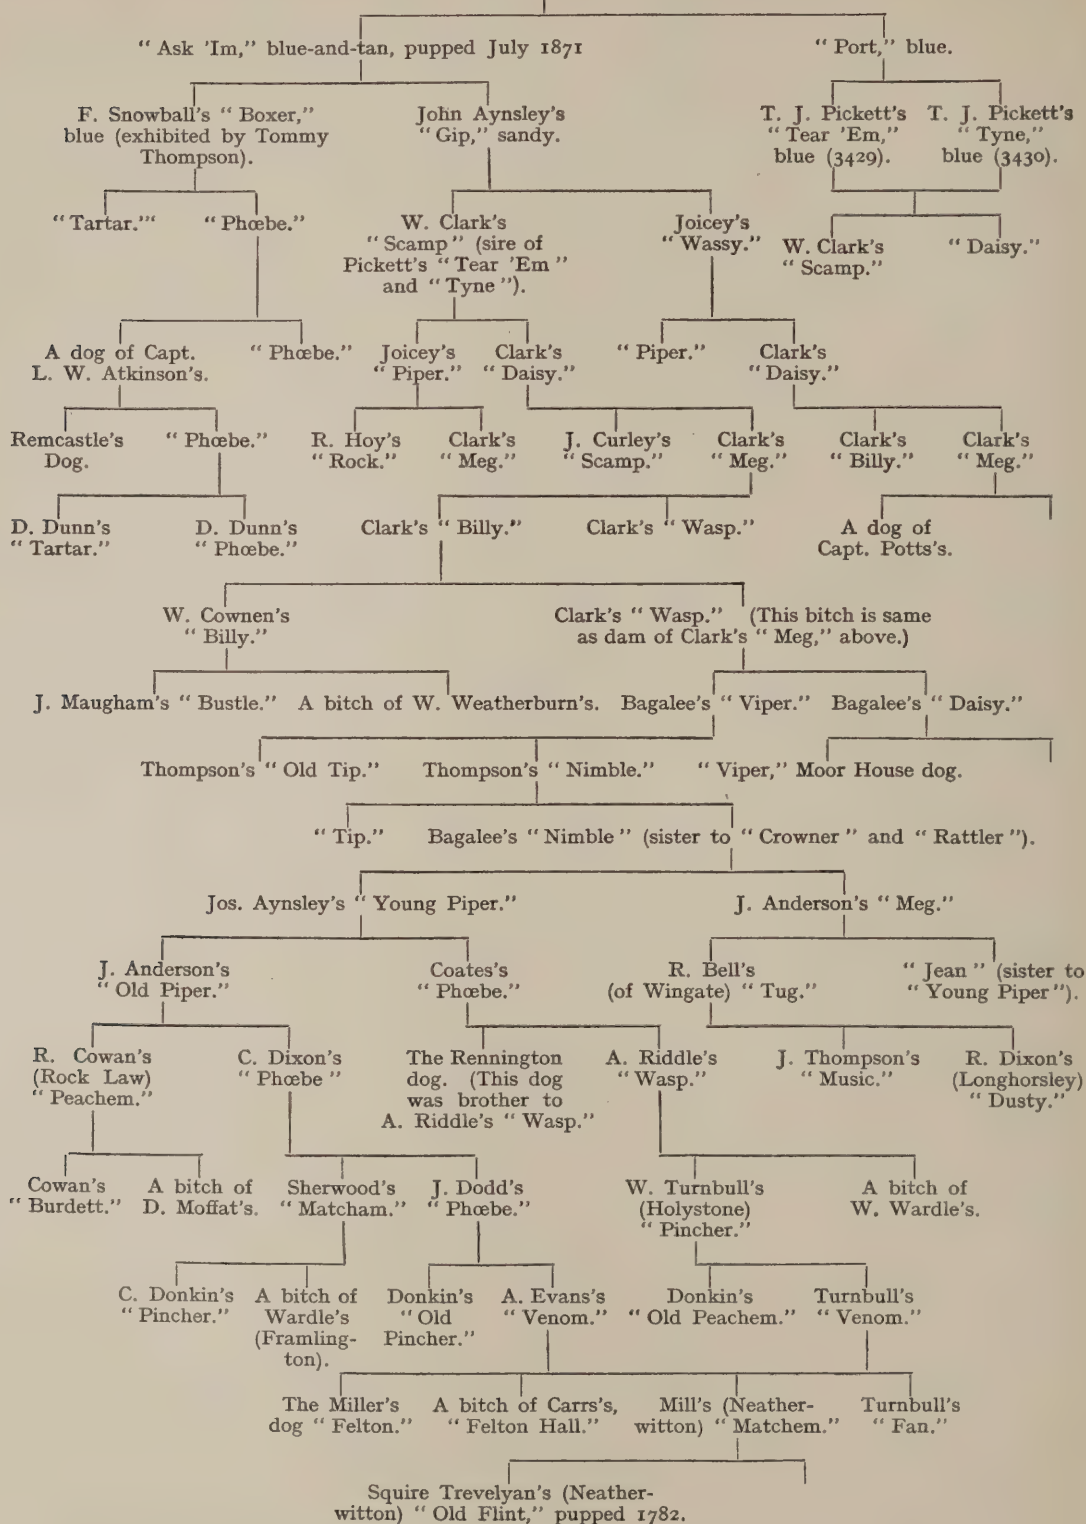 “Ask 'Im,” blue-and-tan, pupped July 1871
“Port,” blue.
F. Snowball's “Boxer,”
blue (exhibited by Tommy
Thompson).
John Aynsley's
“Gip,” sandy.
T. J. Pickett's
“Tear 'Em,”
blue (3429).
T. J. Pickett's
“Tyne,”
blue (3430).
“Tartar.”
“Phœbe.”
W. Clark's
“Scamp” (sire of
Pickett's “Tear 'Em”
and “Tyne”).
Joicey's
“Wassy.”
W. Clark's
“Scamp.”
“Daisy.”
A dog of Capt.
L. W. Atkinson's.
“Phœbe.”
Joicey's
“Piper.”
Clark's
“Daisy.”
“Piper.”
Clark's
“Daisy.”
Remcastle's
Dog.
“Phœbe.”
R. Hoy's
“Rock.”
Clark's
“Meg.”
J. Curley's
“Scamp.”
Clark's
“Meg.”
Clark's
“Billy.”
Clark's
“Meg.”
D. Dunn's
“Tartar.”
D. Dunn's
“Phœbe.”
Clark's “Billy.”
Clark's “Wasp.”
A dog of
Capt. Potts's.
W. Cownen's
“Billy.”
Clark's “Wasp.” (This bitch is same
as dam of Clark's “Meg,” above.)
J. Maugham's “Bustle.”
A bitch of W. Weatherburn's.
Bagalee's “Viper.”
Bagalee's “Daisy.”
Thompson's “Old Tip.”
Thompson's “Nimble.”
“Viper,” Moor House dog.
“Tip.”
Bagalee's “Nimble” (sister to “Crowner” and “Rattler”).
Jos. Aynsley's “Young Piper.”
J. Anderson's “Meg.”
J. Anderson's
“Old Piper.”
Coates's
“Phœbe.”
R. Bell's
(of Wingate) “Tug.”
“Jean” (sister to
“Young Piper”).
R. Cowan's
(Rock Law)
“Peachem.”
C. Dixon's
“Phœbe”
The Rennington
dog. (This dog
was brother to
A. Riddle's “Wasp.”
A. Riddle's
“Wasp.”
J. Thompson's
“Music.”
R. Dixon's
(Longhorsley)
“Dusty.”
Cowan's
“Burdett.”
A bitch of
D. Moffat's.
Sherwood's
“Matcham.”
J. Dodd's
“Phœbe.”
W. Turnbull's
(Holystone)
“Pincher.”
A bitch of
W. Wardle's.
C. Donkin's
“Pincher.”
A bitch of
Wardle's
(Framling-
ton).
Donkin's
“Old
Pincher.”
A. Evans's
“Venom.”
Donkin's
“Old Peachem.”
Turnbull's
“Venom.”
The Miller's
dog “Felton.”
A bitch of Carrs's,
“Felton Hall.”
Mill's (Neather-
witton) “Matchem.”
Turnbull's
“Fan.”
Squire Trevelyan's (Neather-
witton) “Old Flint,” pupped 1782.